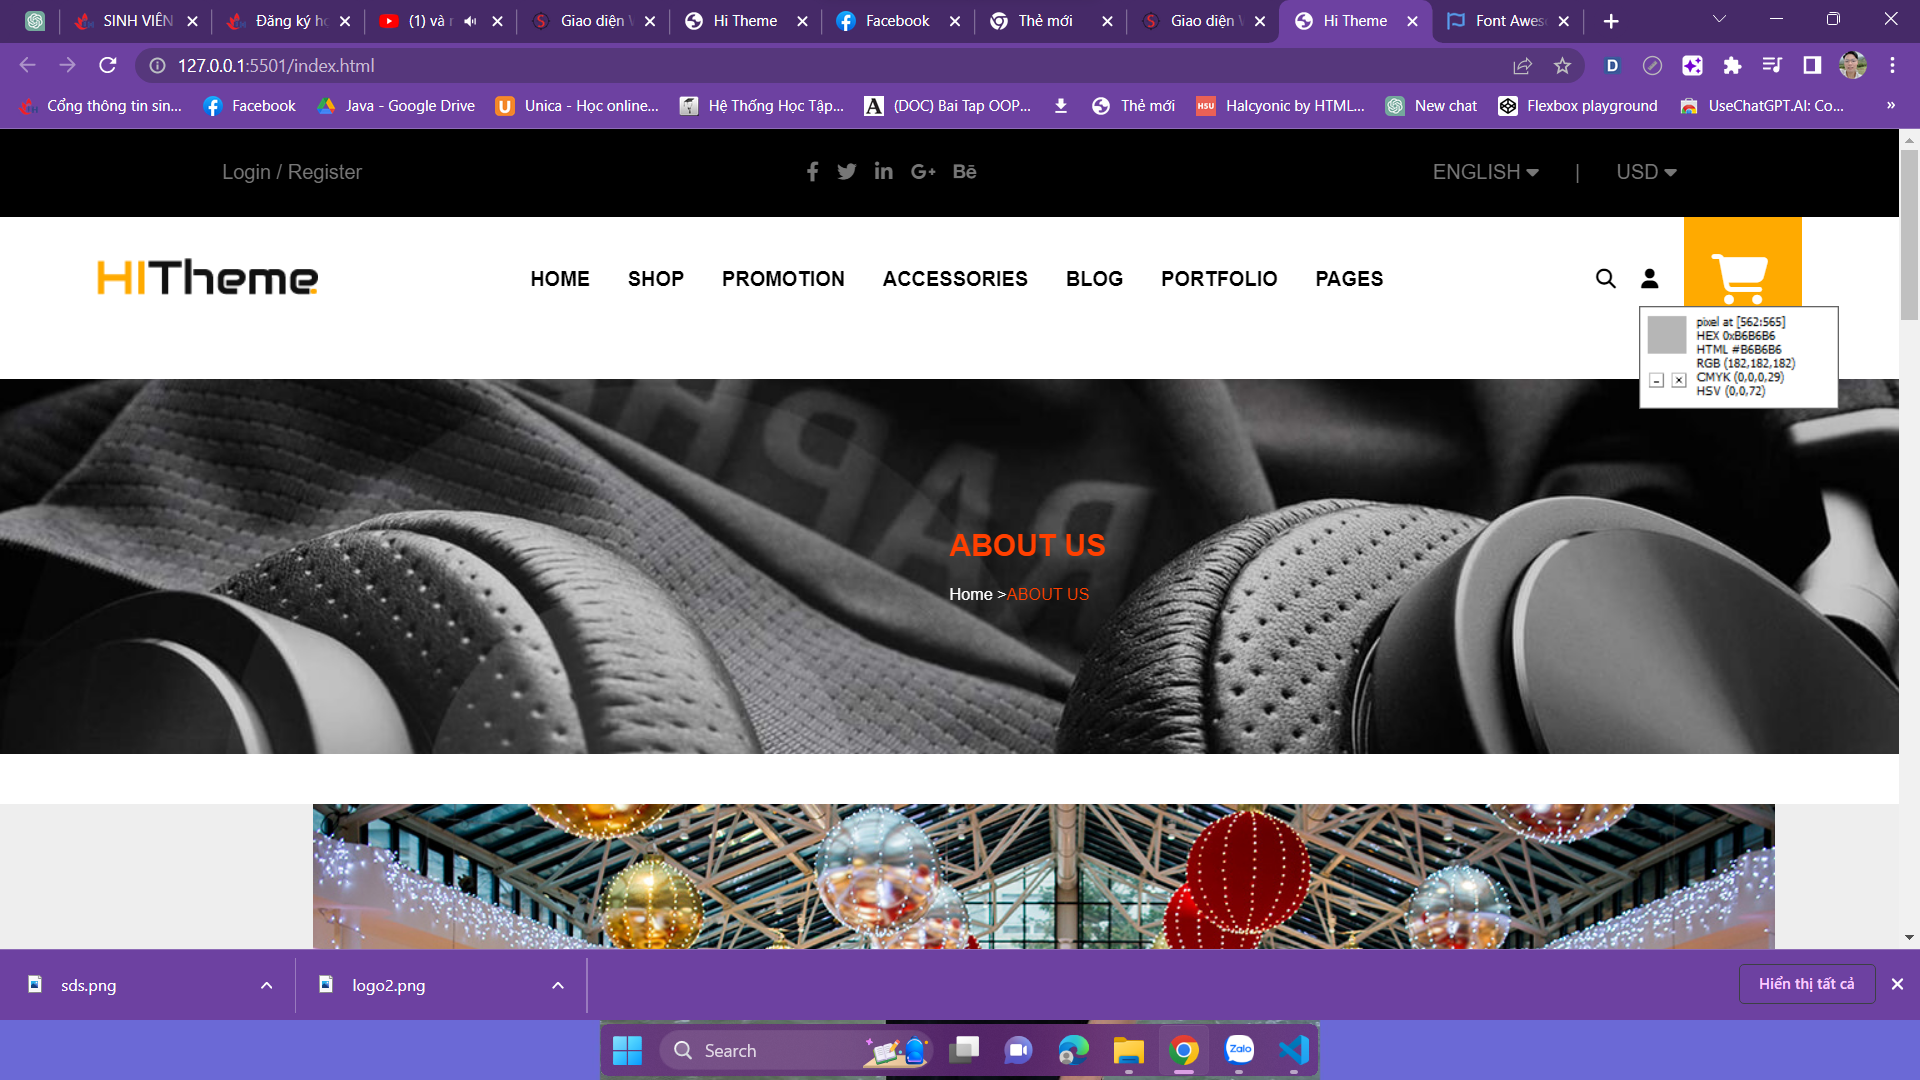 SINH VIÊN
Đăng ký họ
(1) và r
Giao diện W
Hi Theme
Facebook
Thẻ mới
Giao diện W
Hi Theme
Font Aweso
127.0.0.1:5501/index.html
Cổng thông tin sin...
Facebook
Java - Google Drive
Unica - Học online...
Hệ Thống Học Tập...
(DOC) Bai Tap OOP...
Thẻ mới
HSU
Halcyonic by HTML...
New chat
Flexbox playground
UseChatGPT.AI: Co...
»
Login / Register
ENGLISH
|
USD
HITheme
HOME
SHOP
PROMOTION
ACCESSORIES
BLOG
PORTFOLIO
PAGES
pixel at [562:565]
HEX 0xB6B6B6
HTML #B6B6B6
RGB (182,182,182)
CMYK (0,0,0,29)
HSV (0,0,72)
ABOUT US
Home >ABOUT US
sds.png
logo2.png
Hiển thị tất cả
Search
Zalo